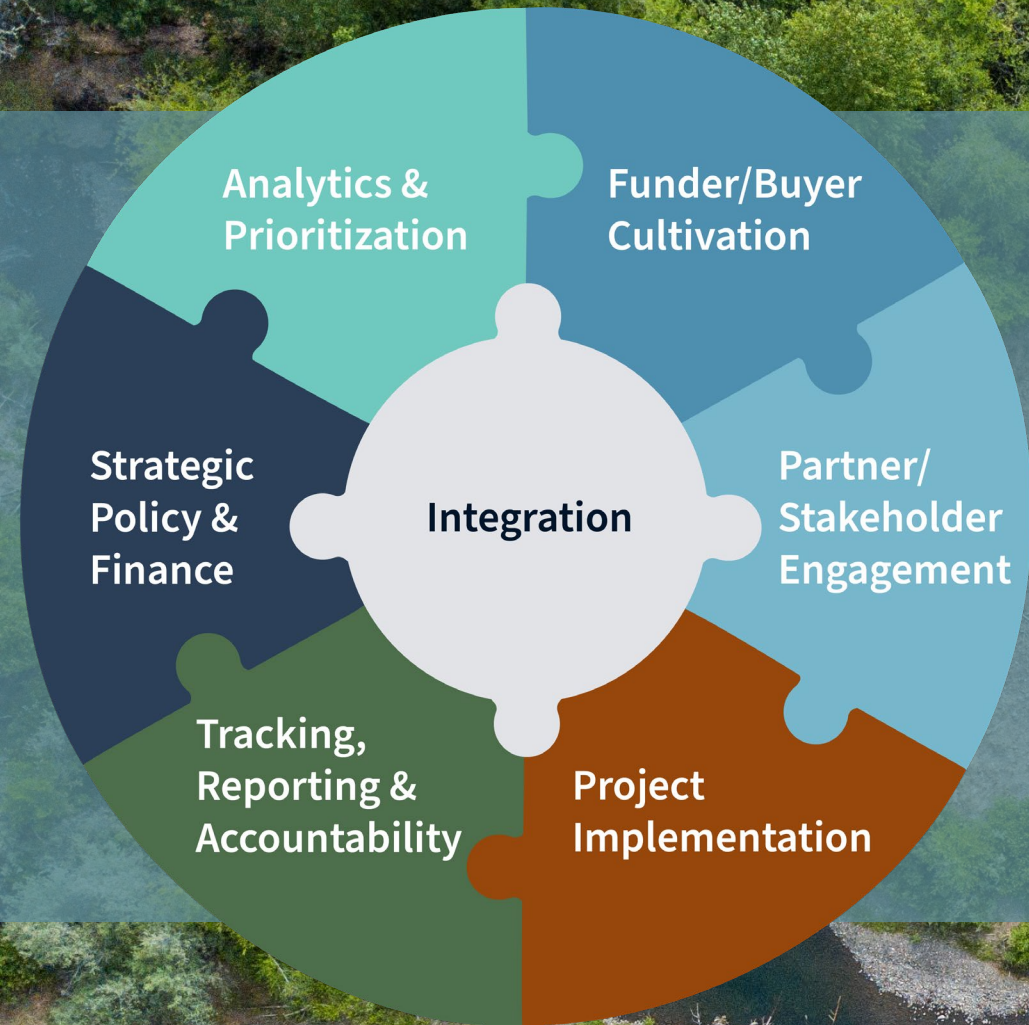 Analytics &
Prioritization
Funder/Buyer
Cultivation
Partner/
Stakeholder
Engagement
Project
Implementation
Tracking,
Reporting &
Accountability
Strategic
Policy &
Finance
Integration